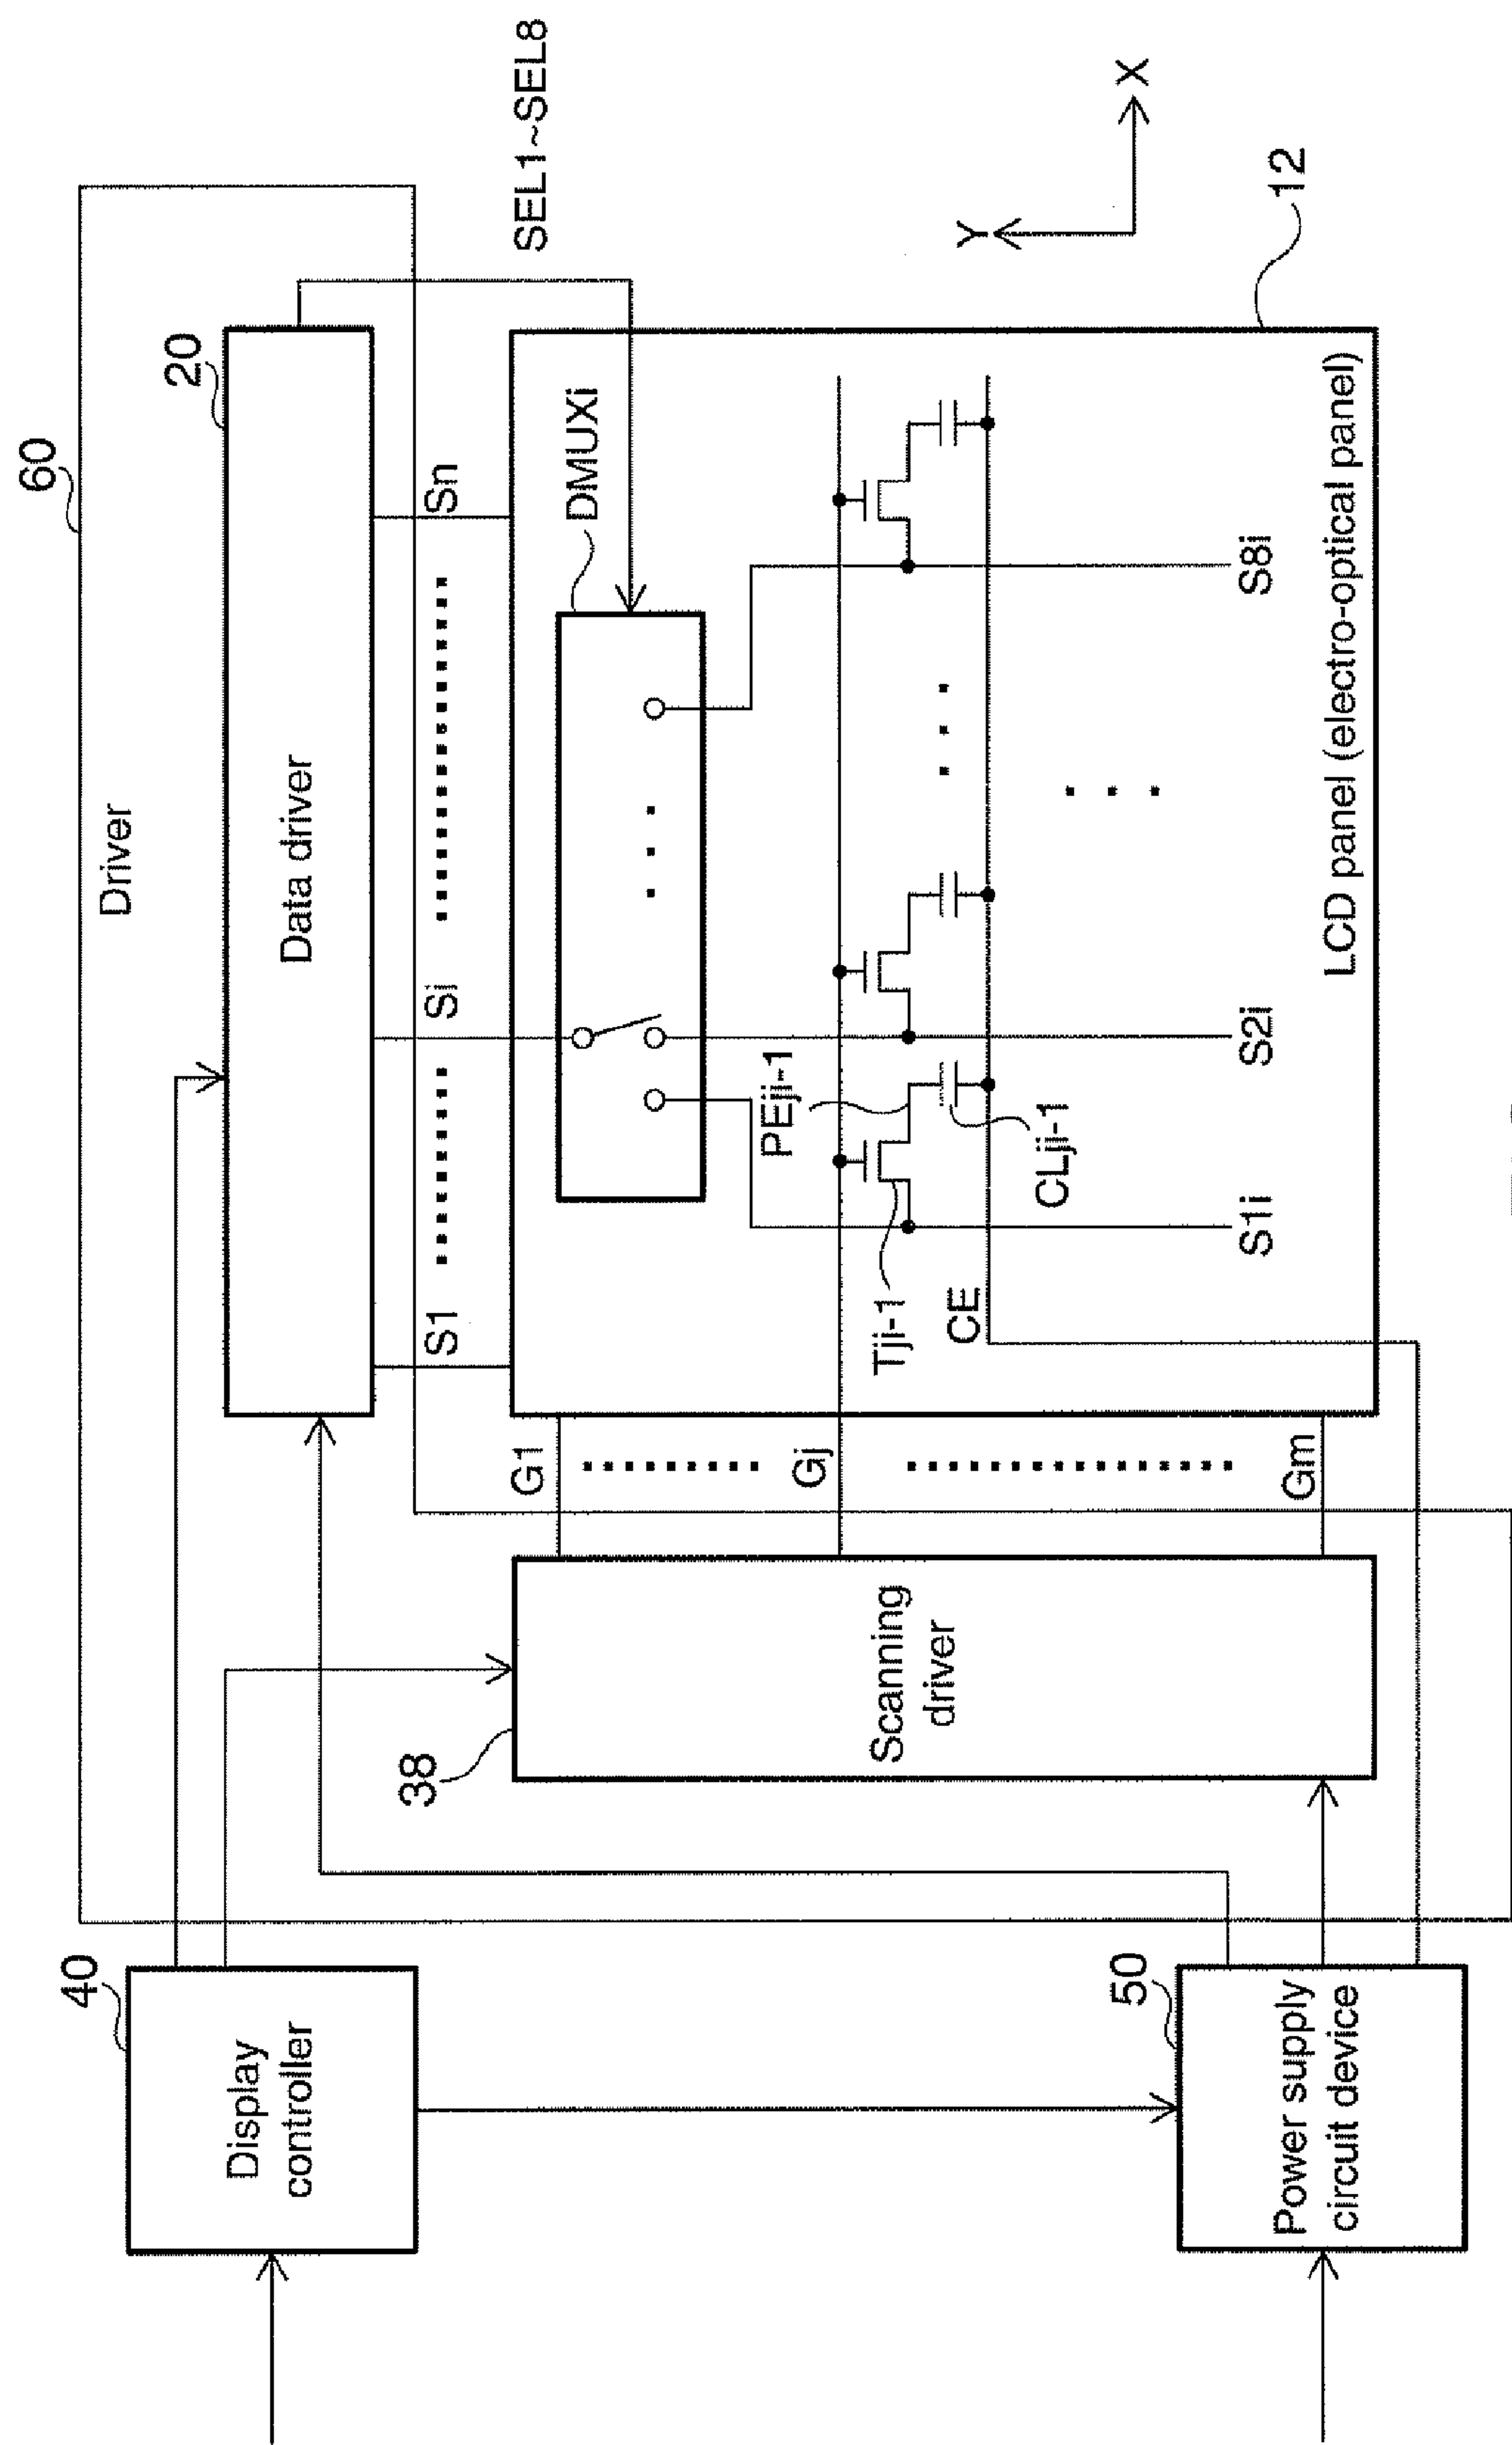 60
Driver
20
Data driver
40
Display
controller
S1
Si
Sn
SEL1~SEL8
38
Scanning
driver
G1
Gj
Gm
DMUXi
PEji-1
Tji-1
CLji-1
CE
S1i
S2i
S8i
LCD panel (electro-optical panel)
12
Y
X
50
Power supply
circuit device